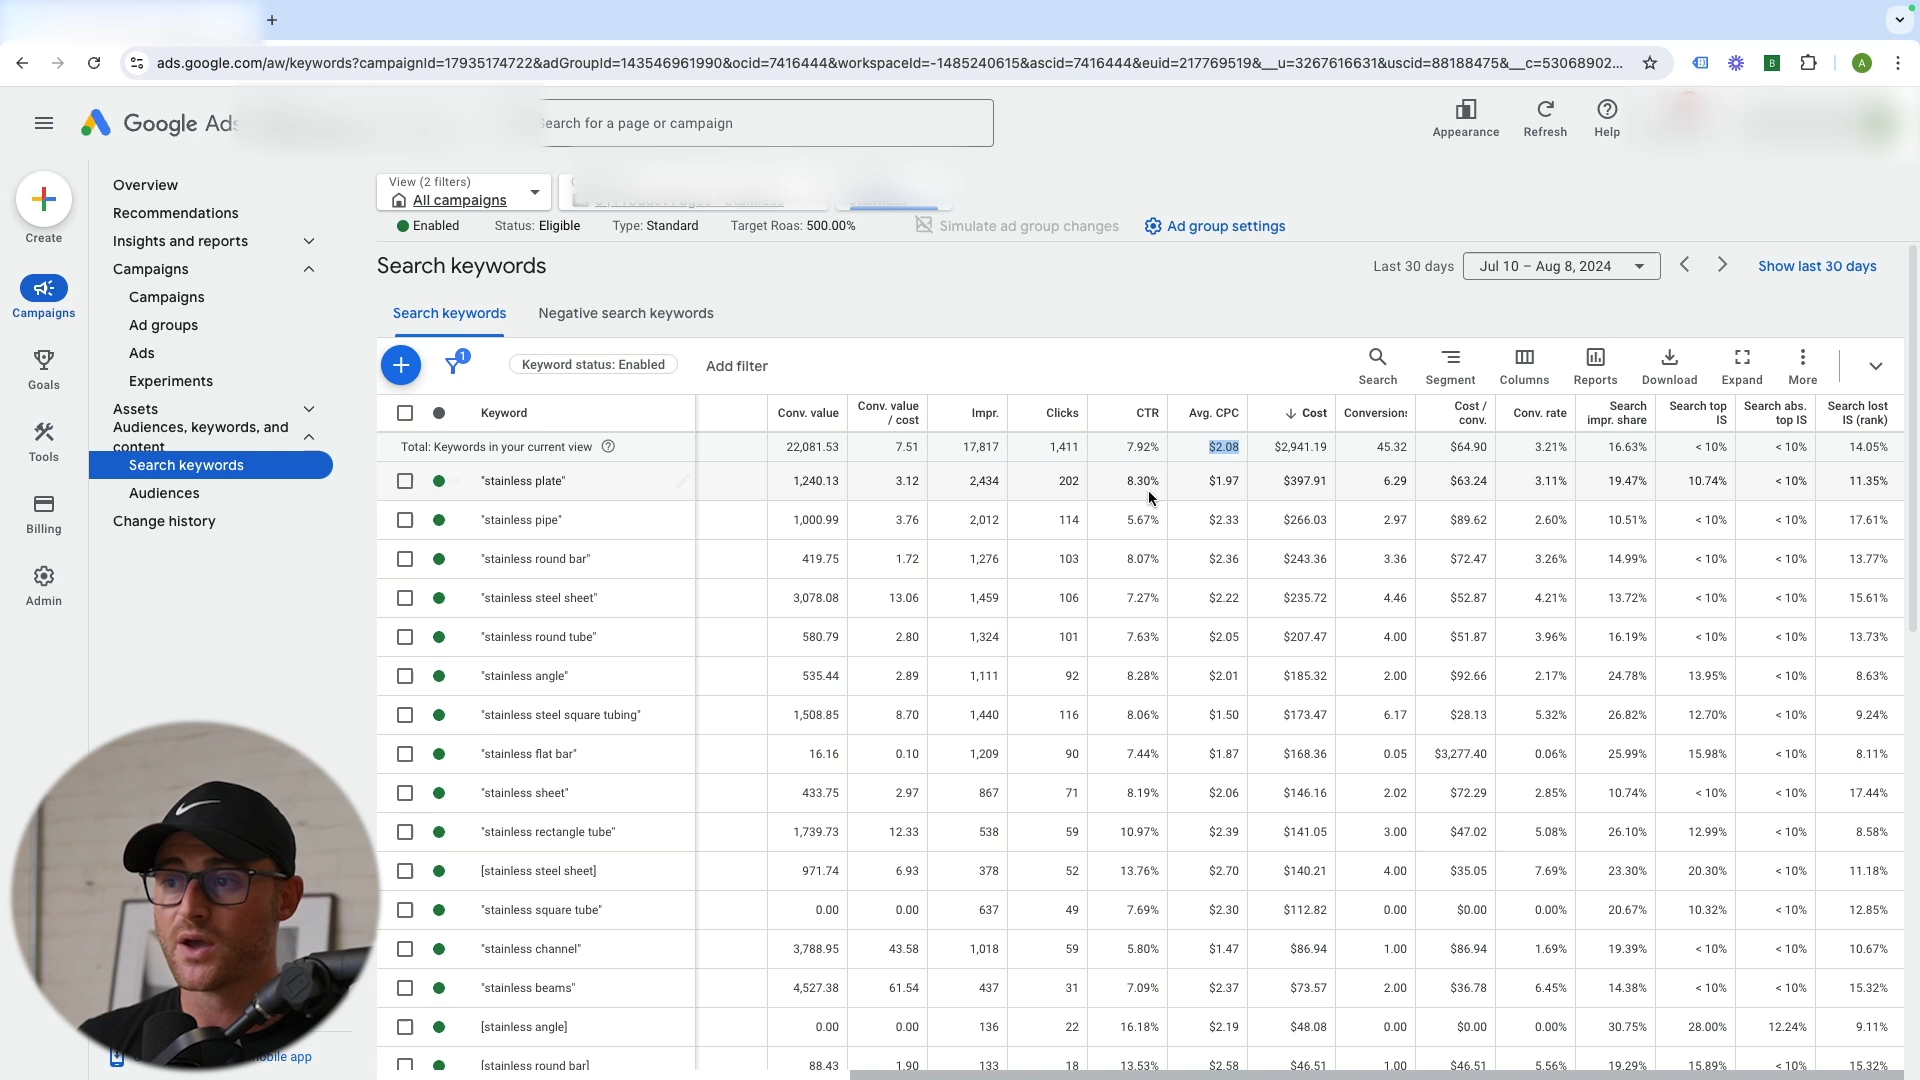 ads.google.com/aw/keywords?campaignId=17935174722&adGroupId=143546961990&ocid=7416444&workspaceId=-1485240615&ascid=7416444&euid=217769519&__u=3267616631&uscid=88188475&__c=53068902...
B
A
Google Ads
Search for a page or campaign
Appearance
Refresh
Help
Create
Campaigns
Goals
Tools
Billing
Admin
Overview
Recommendations
Insights and reports
Campaigns
Campaigns
Ad groups
Ads
Experiments
Assets
Audiences, keywords, and
content
Search keywords
Audiences
Change history
mobile app
View (2 filters)
All campaigns
Enabled Status: Eligible Type: Standard Target Roas: 500.00% Simulate ad group changes Ad group settings
Search keywords
Last 30 days Jul 10 – Aug 8, 2024 Show last 30 days
Search keywords Negative search keywords
1 Keyword status: Enabled Add filter
Search Segment Columns Reports Download Expand More
Keyword Conv. value Conv. value / cost Impr. Clicks CTR Avg. CPC Cost Conversions Cost / conv. Conv. rate Search impr. share Search top IS Search abs. top IS Search lost IS (rank)
Total: Keywords in your current view 22,081.53 7.51 17,817 1,411 7.92% $2.08 $2,941.19 45.32 $64.90 3.21% 16.63% < 10% < 10% 14.05%
"stainless plate" 1,240.13 3.12 2,434 202 8.30% $1.97 $397.91 6.29 $63.24 3.11% 19.47% 10.74% < 10% 11.35%
"stainless pipe" 1,000.99 3.76 2,012 114 5.67% $2.33 $266.03 2.97 $89.62 2.60% 10.51% < 10% < 10% 17.61%
"stainless round bar" 419.75 1.72 1,276 103 8.07% $2.36 $243.36 3.36 $72.47 3.26% 14.99% < 10% < 10% 13.77%
"stainless steel sheet" 3,078.08 13.06 1,459 106 7.27% $2.22 $235.72 4.46 $52.87 4.21% 13.72% < 10% < 10% 15.61%
"stainless round tube" 580.79 2.80 1,324 101 7.63% $2.05 $207.47 4.00 $51.87 3.96% 16.19% < 10% < 10% 13.73%
"stainless angle" 535.44 2.89 1,111 92 8.28% $2.01 $185.32 2.00 $92.66 2.17% 24.78% 13.95% < 10% 8.63%
"stainless steel square tubing" 1,508.85 8.70 1,440 116 8.06% $1.50 $173.47 6.17 $28.13 5.32% 26.82% 12.70% < 10% 9.24%
"stainless flat bar" 16.16 0.10 1,209 90 7.44% $1.87 $168.36 0.05 $3,277.40 0.06% 25.99% 15.98% < 10% 8.11%
"stainless sheet" 433.75 2.97 867 71 8.19% $2.06 $146.16 2.02 $72.29 2.85% 10.74% < 10% < 10% 17.44%
"stainless rectangle tube" 1,739.73 12.33 538 59 10.97% $2.39 $141.05 3.00 $47.02 5.08% 26.10% 12.99% < 10% 8.58%
[stainless steel sheet] 971.74 6.93 378 52 13.76% $2.70 $140.21 4.00 $35.05 7.69% 23.30% 20.30% < 10% 11.18%
"stainless square tube" 0.00 0.00 637 49 7.69% $2.30 $112.82 0.00 $0.00 0.00% 20.67% 10.32% < 10% 12.85%
"stainless channel" 3,788.95 43.58 1,018 59 5.80% $1.47 $86.94 1.00 $86.94 1.69% 19.39% < 10% < 10% 10.67%
"stainless beams" 4,527.38 61.54 437 31 7.09% $2.37 $73.57 2.00 $36.78 6.45% 14.38% < 10% < 10% 15.32%
[stainless angle] 0.00 0.00 136 22 16.18% $2.19 $48.08 0.00 $0.00 0.00% 30.75% 28.00% 12.24% 9.11%
[stainless round bar] 88.43 1.90 133 18 13.53% $2.58 $46.51 1.00 $46.51 5.56% 19.29% 15.89% < 10% 15.32%